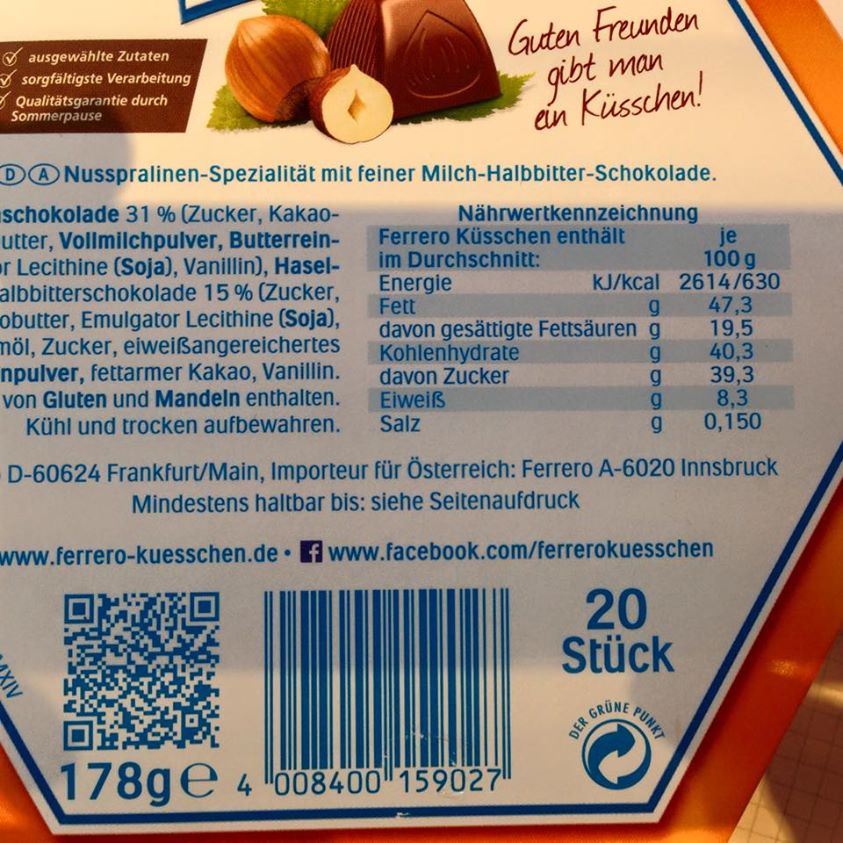 ausgewählte Zutaten
sorgfältigste Verarbeitung
Qualitätsgarantie durch
Sommerpause
Guten Freunden
gibt man
ein Küsschen!
D A Nusspralinen-Spezialität mit feiner Milch-Halbbitter-Schokolade.
schokolade 31 % (Zucker, Kakao-
utter, Vollmilchpulver, Butterrein-
or Lecithine (Soja), Vanillin), Hasel-
albbitterschokolade 15 % (Zucker,
obutter, Emulgator Lecithine (Soja),
möl, Zucker, eiweißangereichertes
npulver, fettarmer Kakao, Vanillin.
von Gluten und Mandeln enthalten.
Kühl und trocken aufbewahren.
Nährwertkennzeichnung
Ferrero Küsschen enthält je
im Durchschnitt: 100 g
Energie kJ/kcal 2614/630
Fett g 47,3
davon gesättigte Fettsäuren g 19,5
Kohlenhydrate g 40,3
davon Zucker g 39,3
Eiweiß g 8,3
Salz g 0,150
D-60624 Frankfurt/Main, Importeur für Österreich: Ferrero A-6020 Innsbruck
Mindestens haltbar bis: siehe Seitenaufdruck
www.ferrero-kuesschen.de • f www.facebook.com/ferrerokuesschen
20
Stück
DER GRÜNE PUNKT
MXIV
178g e 4 008400 159027